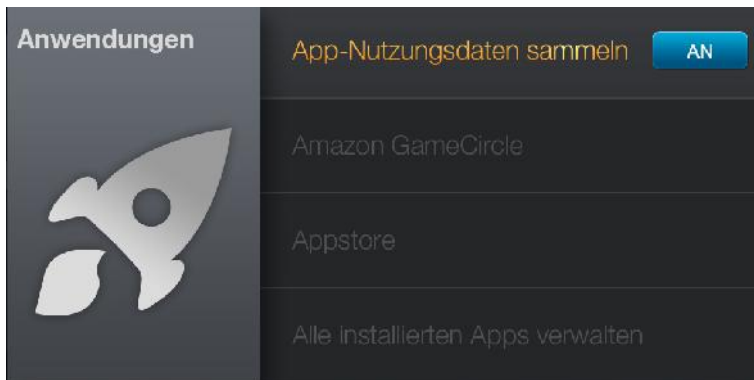 Anwendungen
App-Nutzungsdaten sammeln AN
Amazon GameCircle
Appstore
Alle installierten Apps verwalten